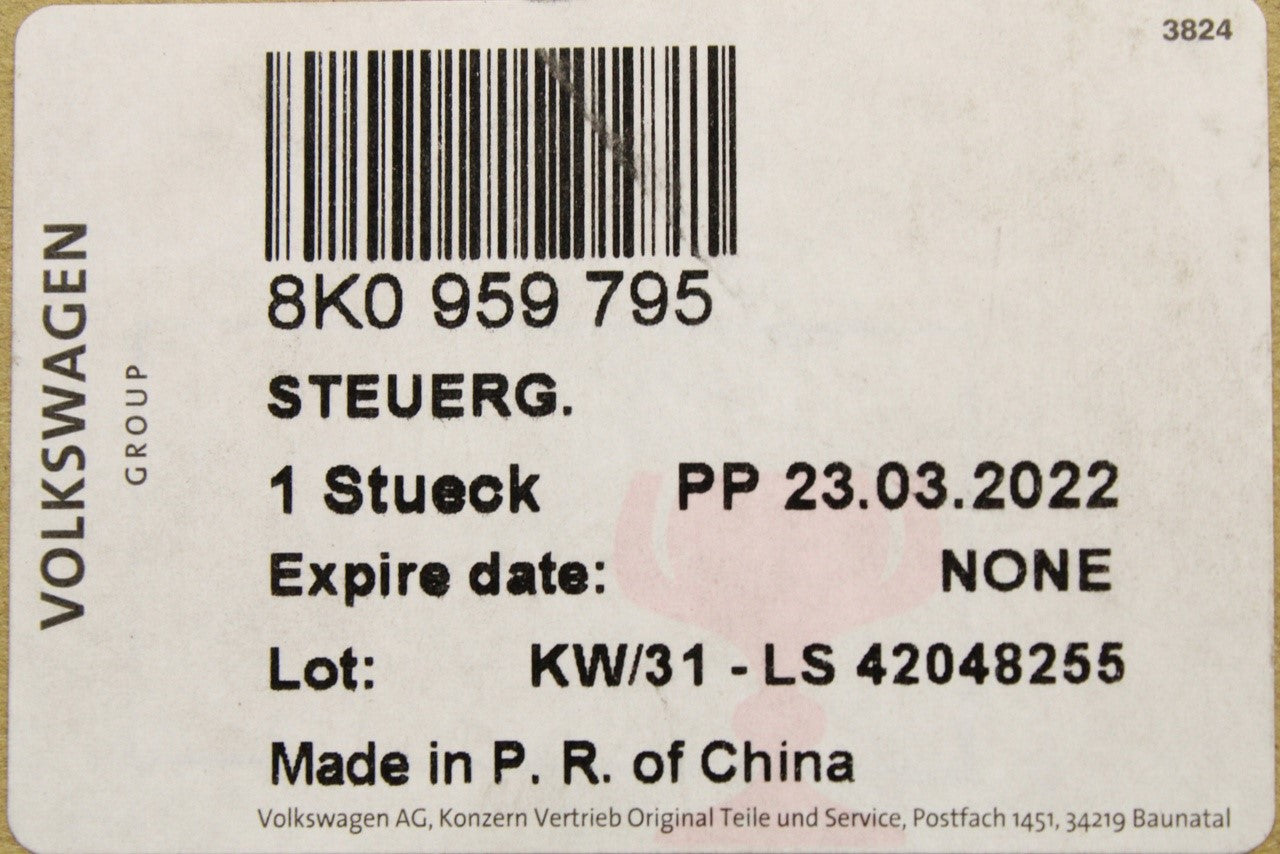 3824
VOLKSWAGEN
GROUP
8K0 959 795
STEUERG.
1 Stueck PP 23.03.2022
Expire date: NONE
Lot: KW/31 - LS 42048255
Made in P. R. of China
Volkswagen AG, Konzern Vertrieb Original Teile und Service, Postfach 1451, 34219 Baunatal